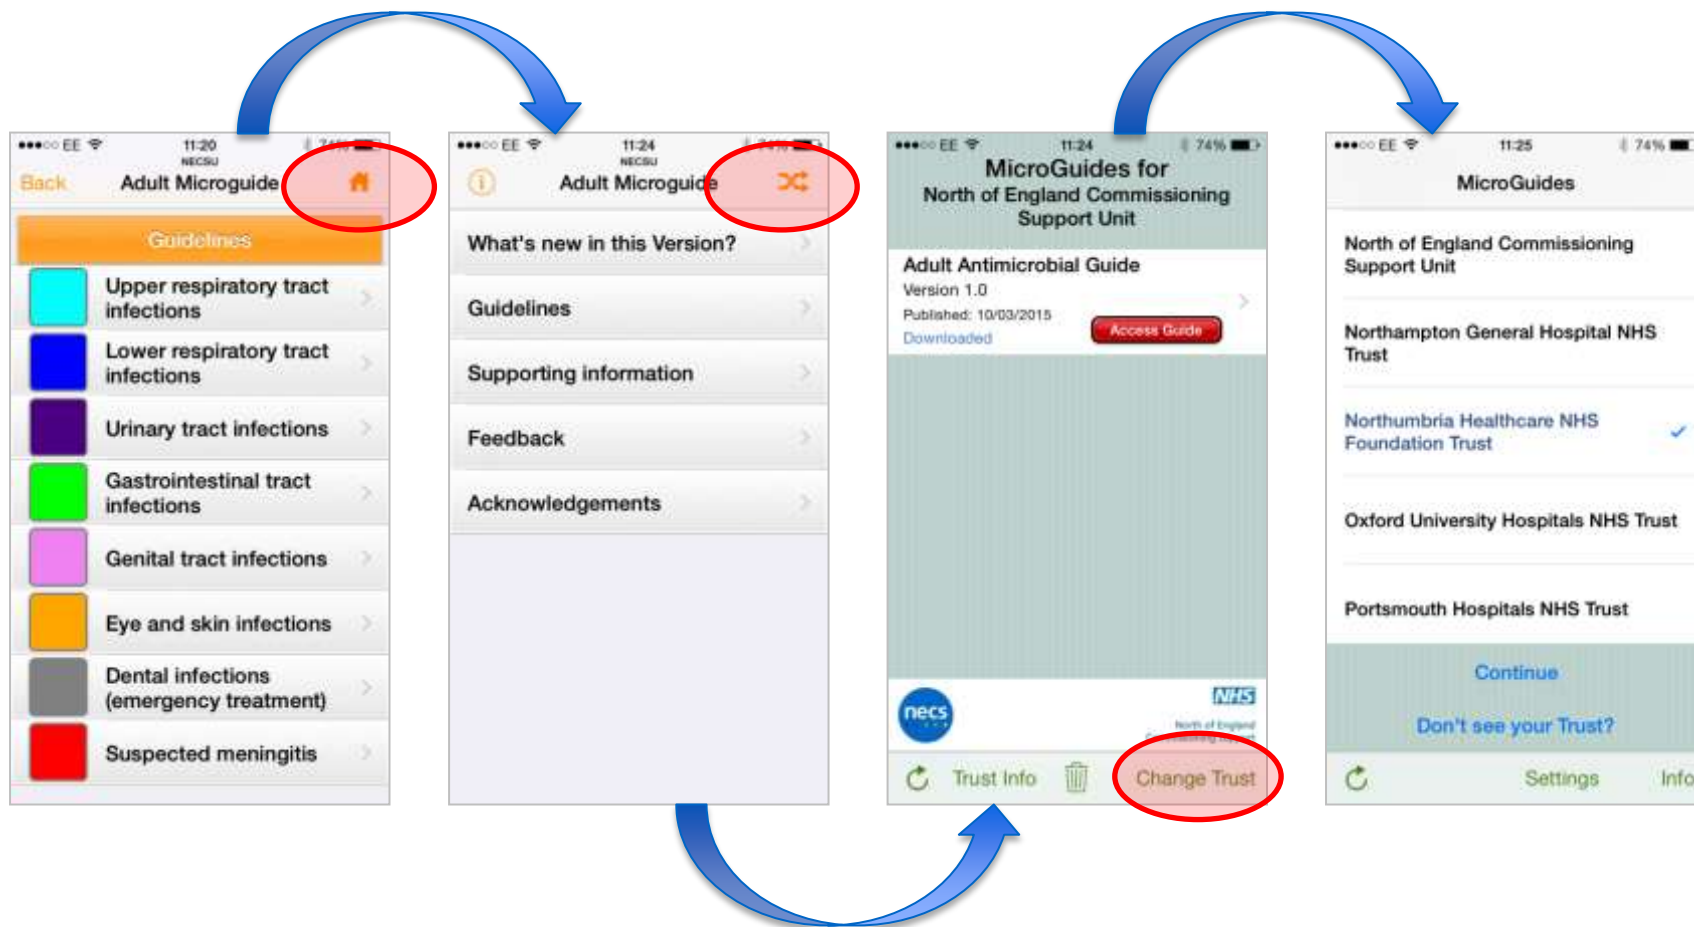 EE 11:20 74%
NECSU
Back Adult Microguide
Guidelines
Upper respiratory tract
infections
Lower respiratory tract
infections
Urinary tract infections
Gastrointestinal tract
infections
Genital tract infections
Eye and skin infections
Dental infections
(emergency treatment)
Suspected meningitis
EE 11:24 74%
NECSU
Adult Microguide
What's new in this Version?
Guidelines
Supporting information
Feedback
Acknowledgements
EE 11:24 74%
MicroGuides for
North of England Commissioning
Support Unit
Adult Antimicrobial Guide
Version 1.0
Published: 10/03/2015
Downloaded
Access Guide
necs
NHS
North of England
Commissioning Support
Trust Info Change Trust
EE 11:25 74%
MicroGuides
North of England Commissioning
Support Unit
Northampton General Hospital NHS
Trust
Northumbria Healthcare NHS
Foundation Trust
Oxford University Hospitals NHS Trust
Portsmouth Hospitals NHS Trust
Continue
Don't see your Trust?
Settings Info